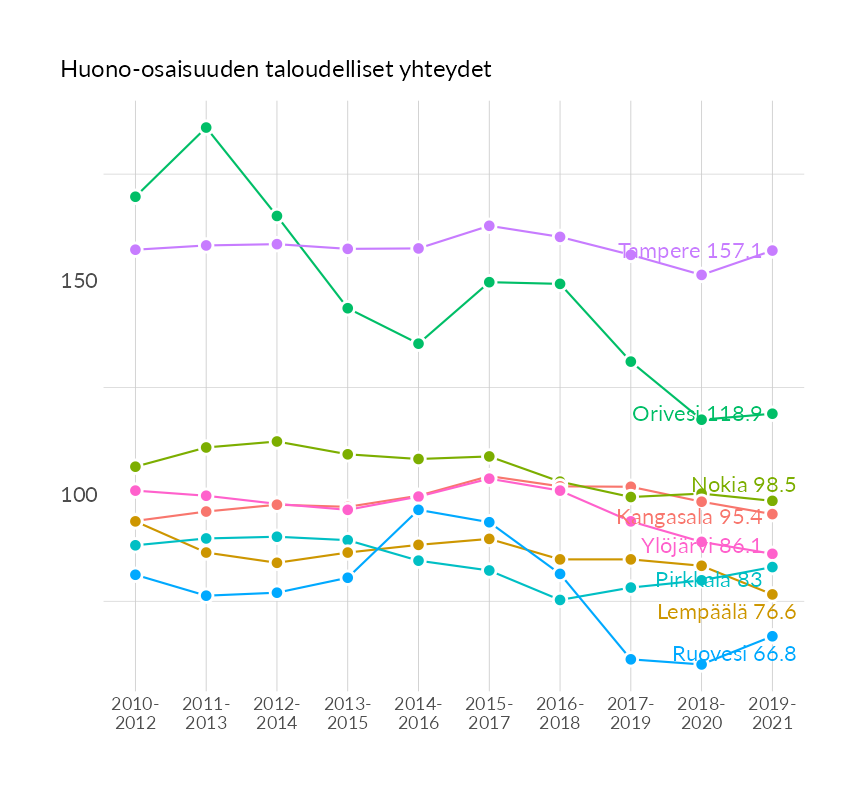 Huono-osaisuuden taloudelliset yhteydet
Tampere 157.1
150
Orivesi 118.9
Nokia 98.5
100
Kangasala 95.4
Ylöjärvi 86.1
Pirkkala 83
Lempäälä 76.6
Ruovesi 66.8
2010- 2011- 2012- 2013- 2014- 2015- 2016- 2017- 2018- 2019-
2012 2013 2014 2015 2016 2017 2018 2019 2020 2021